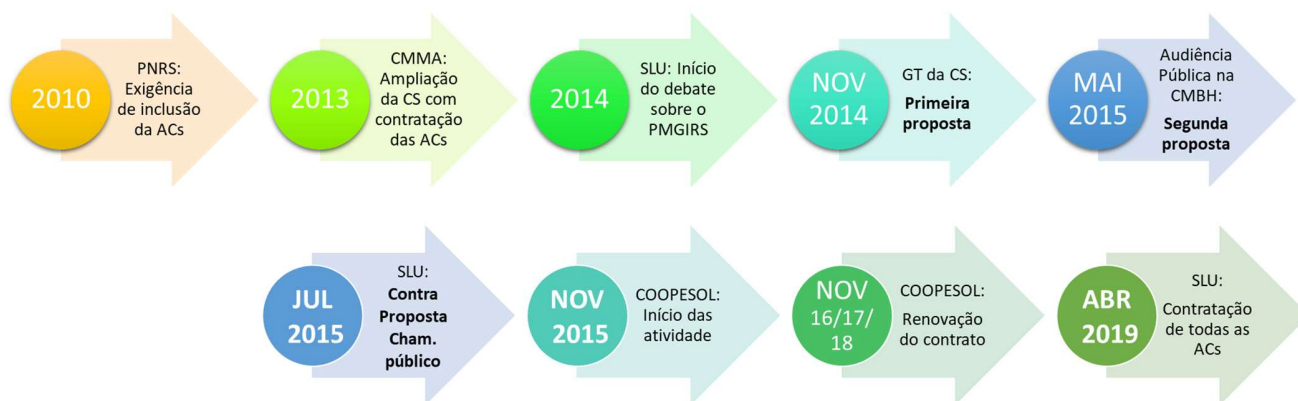 2010
PNRS:
Exigência
de inclusão
da ACs
2013
CMMA:
Ampliação
da CS com
contratação
das ACs
2014
SLU: Início
do debate
sobre o
PMGIRS
NOV
2014
GT da CS:
Primeira
proposta
MAI
2015
Audiência
Pública na
CMBH:
Segunda
proposta
JUL
2015
SLU:
Contra
Proposta
Cham.
público
NOV
2015
COOPESOL:
Início das
atividade
NOV
16/17/
18
COOPESOL:
Renovação
do contrato
ABR
2019
SLU:
Contratação
de todas as
ACs